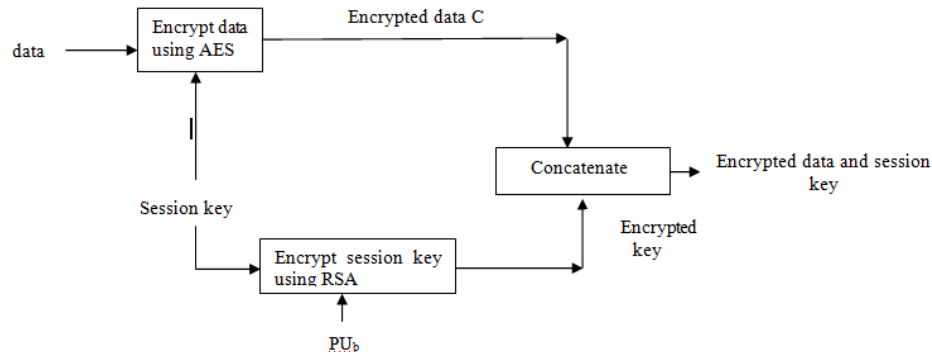 Encrypted data C
Encrypt data
using AES
data
Concatenate
Encrypted data and session
key
Session key
Encrypted
key
Encrypt session key
using RSA
PUb